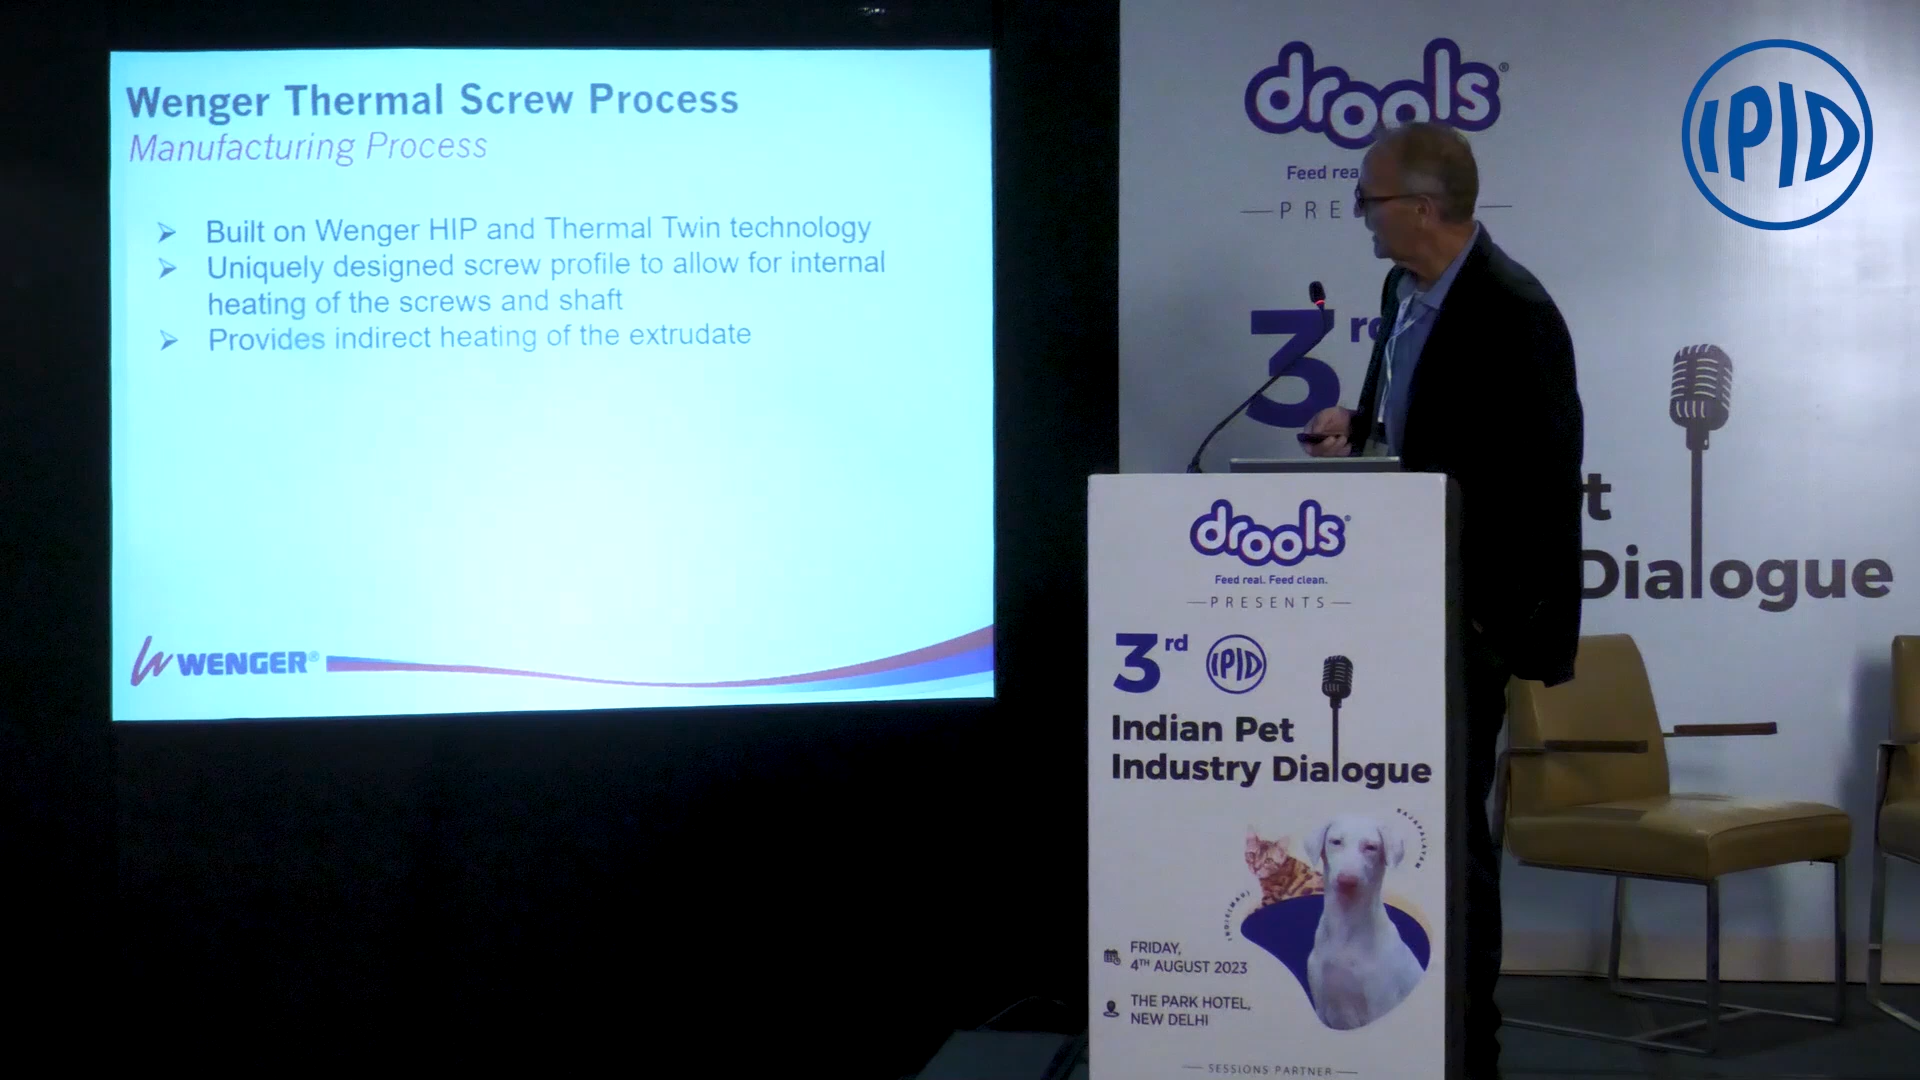 Wenger Thermal Screw Process
Manufacturing Process
➢ Built on Wenger HIP and Thermal Twin technology
➢ Uniquely designed screw profile to allow for internal
heating of the screws and shaft
➢ Provides indirect heating of the extrudate
W WENGER®
drools®
Feed rea
PRE
3rd
t
Dialogue
IPID
drools®
Feed real. Feed clean.
PRESENTS
3rd IPID
Indian Pet
Industry Dialogue
RAJAPALAYAM
FRIDAY,
4TH AUGUST 2023
THE PARK HOTEL,
NEW DELHI
SESSIONS PARTNER